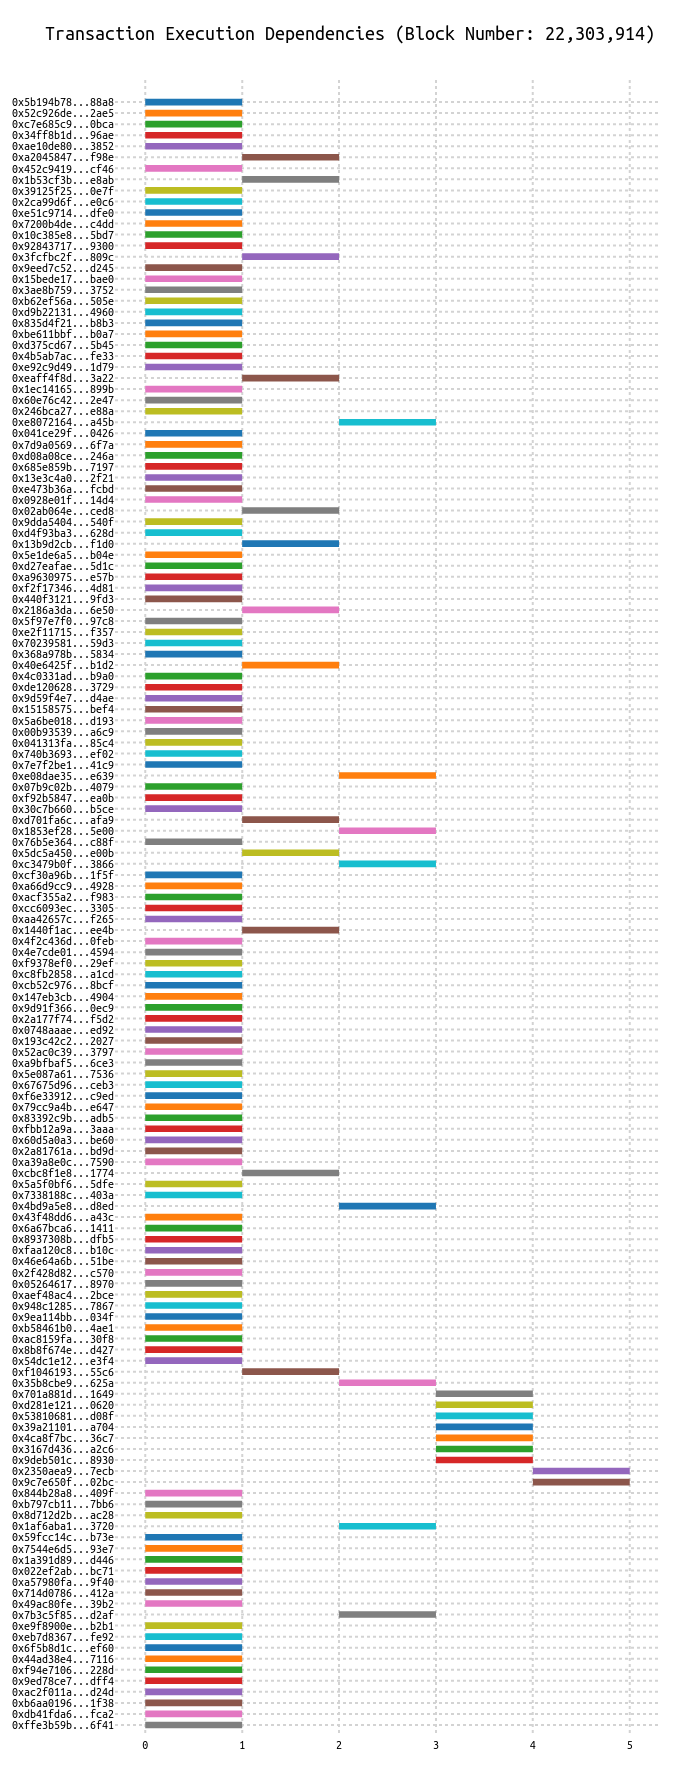 Transaction Execution Dependencies (Block Number: 22,303,914)
0x5b194b78...88a8
0x52c926de...2ae5
0xc7e685c9...0bca
0x34ff8b1d...96ae
0xae10de80...3852
0xa2045847...f98e
0x452c9419...cf46
0x1b53cf3b...e8ab
0x39125f25...0e7f
0x2ca99d6f...e0c6
0xe51c9714...dfe0
0x7200b4de...c4dd
0x10c385e8...5bd7
0x92843717...9300
0x3fcfbc2f...809c
0x9eed7c52...d245
0x15bede17...bae0
0x3ae8b759...3752
0xb62ef56a...505e
0xd9b22131...4960
0x835d4f21...b8b3
0xbe611bbf...b0a7
0xd375cd67...5b45
0x4b5ab7ac...fe33
0xe92c9d49...1d79
0xeaff4f8d...3a22
0x1ec14165...899b
0x60e76c42...2e47
0x246bca27...e88a
0xe8072164...a45b
0x041ce29f...0426
0x7d9a0569...6f7a
0xd08a08ce...246a
0x685e859b...7197
0x13e3c4a0...2f21
0xe473b36a...fcbd
0x0928e01f...14d4
0x02ab064e...ced8
0x9dda5404...540f
0xd4f93ba3...628d
0x13b9d2cb...f1d0
0x5e1de6a5...b04e
0xd27eafae...5d1c
0xa9630975...e57b
0xf2f17346...4d81
0x440f3121...9fd3
0x2186a3da...6e50
0x5f97e7f0...97c8
0xe2f11715...f357
0x70239581...59d3
0x368a978b...5834
0x40e6425f...b1d2
0x4c0331ad...b9a0
0xde120628...3729
0x9d59f4e7...d4ae
0x15158575...bef4
0x5a6be018...d193
0x00b93539...a6c9
0x041313fa...85c4
0x740b3693...ef02
0x7e7f2be1...41c9
0xe08dae35...e639
0x07b9c02b...4079
0xf92b5847...ea0b
0x30c7b660...b5ce
0xd701fa6c...afa9
0x1853ef28...5e00
0x76b5e364...c88f
0x5dc5a450...e00b
0xc3479b0f...3866
0xcf30a96b...1f5f
0xa66d9cc9...4928
0xacf355a2...f983
0xcc6093ec...3305
0xaa42657c...f265
0x1440f1ac...ee4b
0x4f2c436d...0feb
0x4e7cde01...4594
0xf9378ef0...29ef
0xc8fb2858...a1cd
0xcb52c976...8bcf
0x147eb3cb...4904
0x9d91f366...0ec9
0x2a177f74...f5d2
0x0748aaae...ed92
0x193c42c2...2027
0x52ac0c39...3797
0xa9bfbaf5...6ce3
0x5e087a61...7536
0x67675d96...ceb3
0xf6e33912...c9ed
0x79cc9a4b...e647
0x83392c9b...adb5
0xfbb12a9a...3aaa
0x60d5a0a3...be60
0x2a81761a...bd9d
0xa39a8e0c...7590
0xcbc8f1e8...1774
0x5a5f0bf6...5dfe
0x7338188c...403a
0x4bd9a5e8...d8ed
0x43f48dd6...a43c
0x6a67bca6...1411
0x8937308b...dfb5
0xfaa120c8...b10c
0x46e64a6b...51be
0x2f428d82...c570
0x05264617...8970
0xaef48ac4...2bce
0x948c1285...7867
0x9ea114bb...034f
0xb58461b0...4ae1
0xac8159fa...30f8
0x8b8f674e...d427
0x54dc1e12...e3f4
0xf1046193...55c6
0x35b8cbe9...625a
0x701a881d...1649
0xd281e121...0620
0x53810681...d08f
0x39a21101...a704
0x4ca8f7bc...36c7
0x3167d436...a2c6
0x9deb501c...8930
0x2350aea9...7ecb
0x9c7e650f...02bc
0x844b28a8...409f
0xb797cb11...7bb6
0x8d712d2b...ac28
0x1af6aba1...3720
0x59fcc14c...b73e
0x7544e6d5...93e7
0x1a391d89...d446
0x022ef2ab...bc71
0xa57980fa...9f40
0x714d0786...412a
0x49ac80fe...39b2
0x7b3c5f85...d2af
0xe9f8900e...b2b1
0xeb7d8367...fe92
0x6f5b8d1c...ef60
0x44ad38e4...7116
0xf94e7106...228d
0x9ed78ce7...dff4
0xac2f011a...d24d
0xb6aa0196...1f38
0xdb41fda6...fca2
0xffe3b59b...6f41
0 1 2 3 4 5